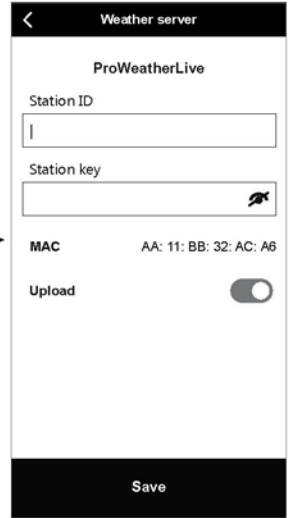 Weather server
ProWeatherLive
Station ID
Station key
MAC AA: 11: BB: 32: AC: A6
Upload
Save